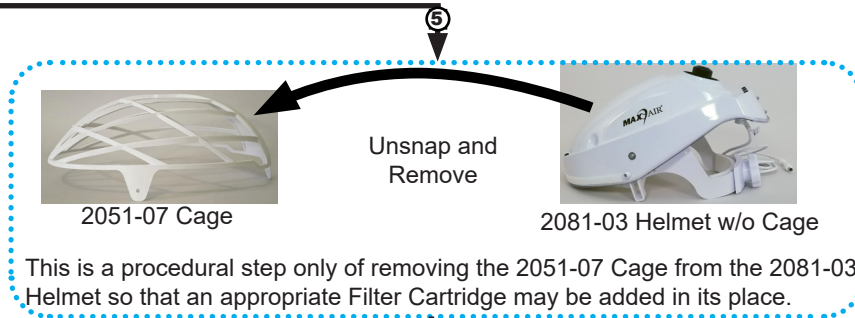 5
MAX AIR
Unsnap and
Remove
2051-07 Cage
2081-03 Helmet w/o Cage
This is a procedural step only of removing the 2051-07 Cage from the 2081-03
Helmet so that an appropriate Filter Cartridge may be added in its place.